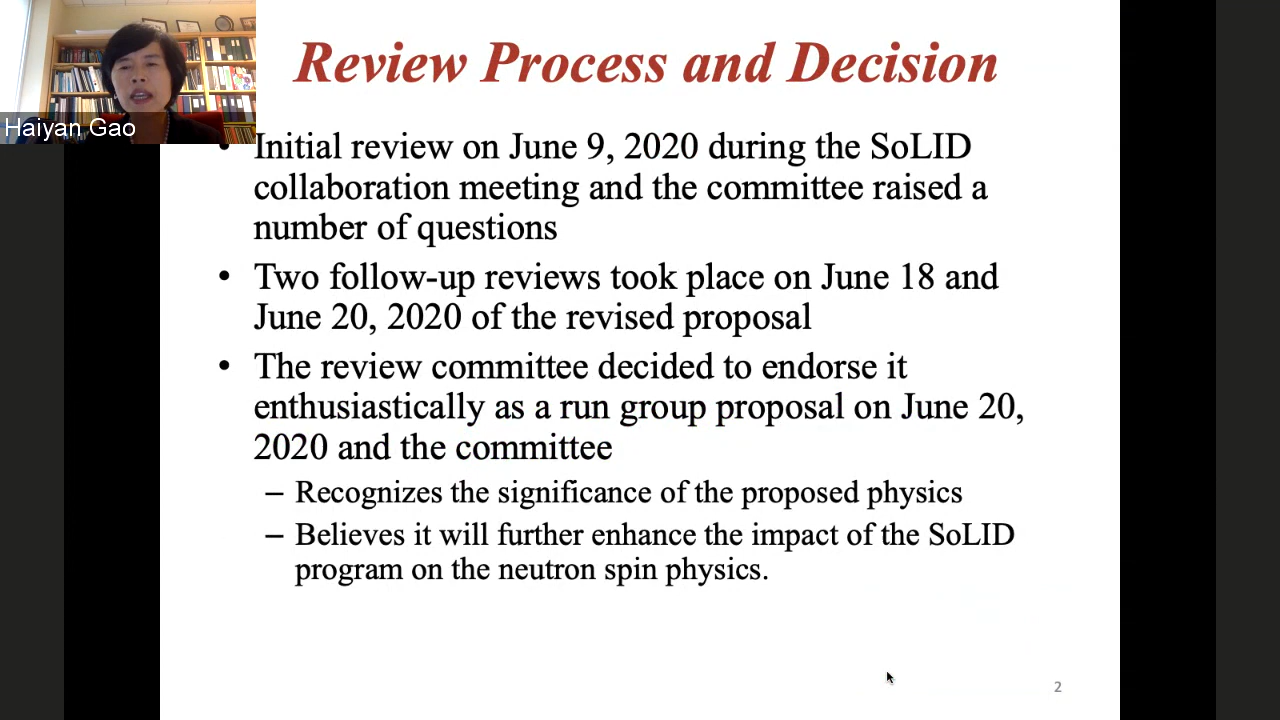 Review Process and Decision
Haiyan Gao
• Initial review on June 9, 2020 during the SoLID
collaboration meeting and the committee raised a
number of questions
• Two follow-up reviews took place on June 18 and
June 20, 2020 of the revised proposal
• The review committee decided to endorse it
enthusiastically as a run group proposal on June 20,
2020 and the committee
– Recognizes the significance of the proposed physics
– Believes it will further enhance the impact of the SoLID
program on the neutron spin physics.
2